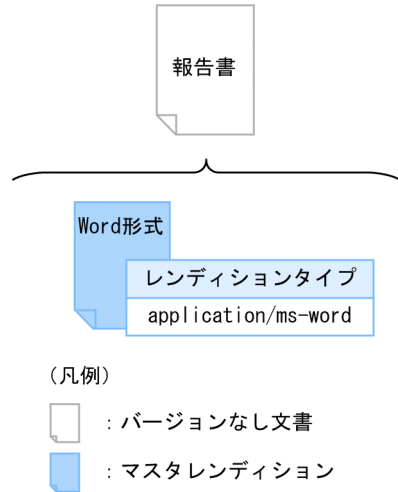 報告書
Word形式
レンディションタイプ
application/ms-word
(凡例)
：バージョンなし文書
：マスタレンディション